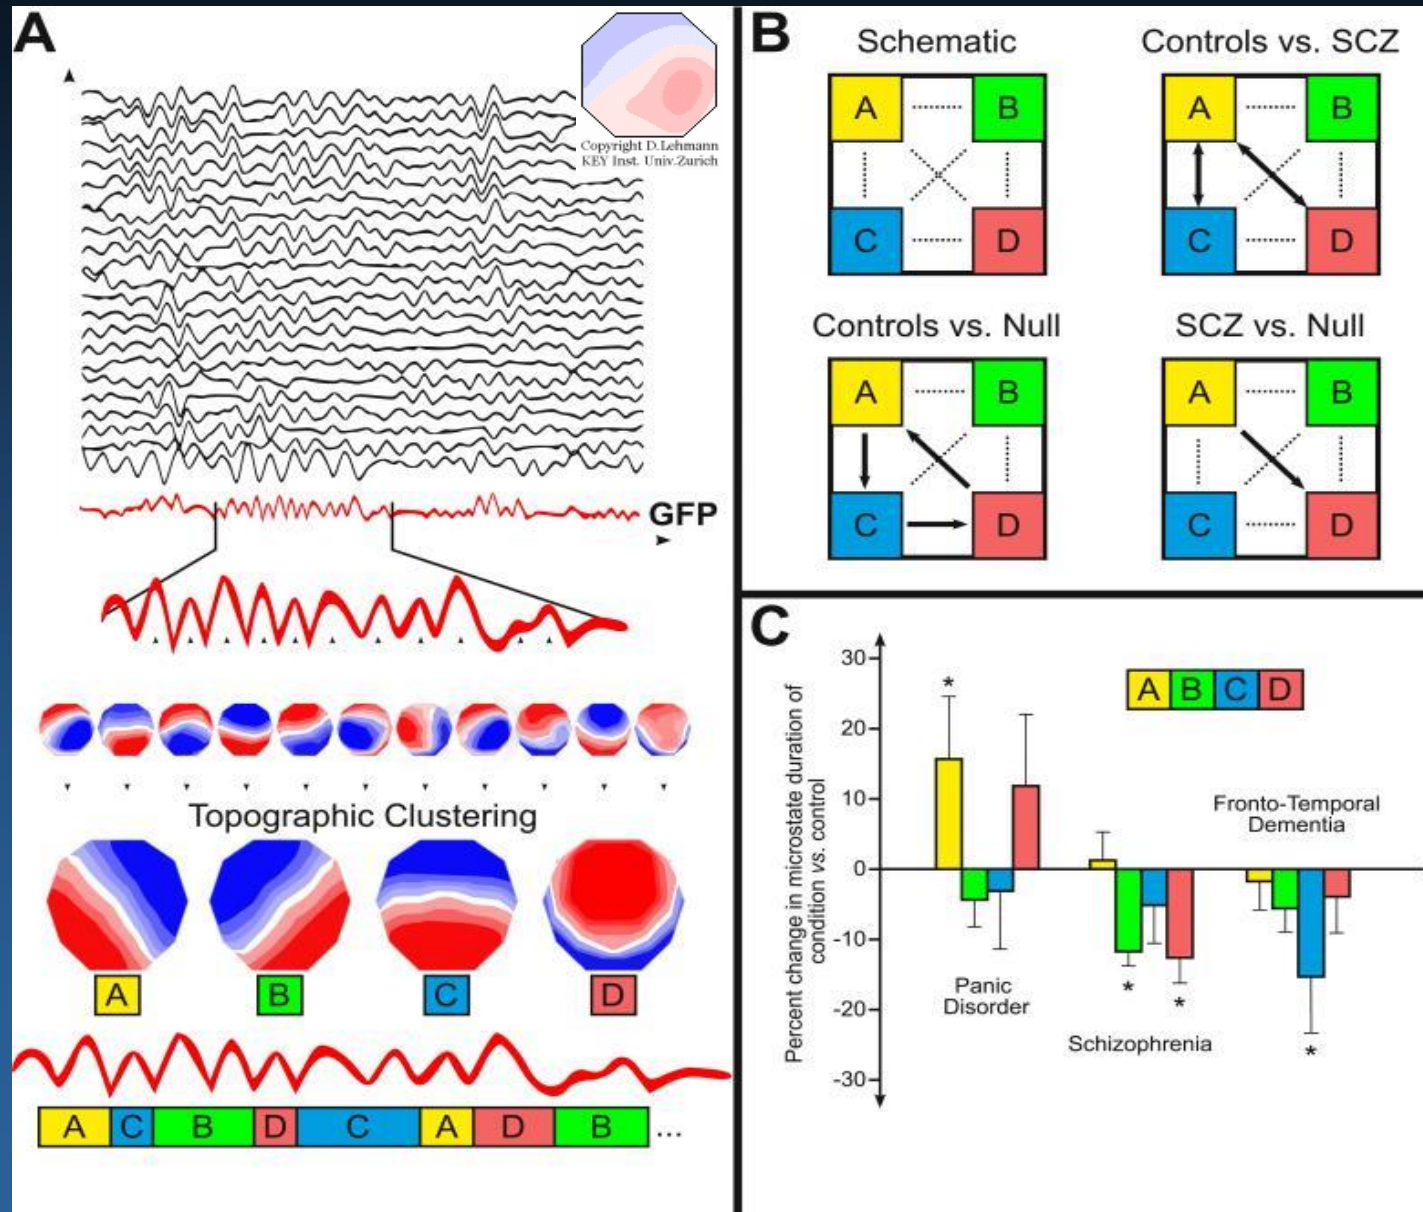 A
Copyright D.Lehmann
KEY Inst. Univ.Zurich
GFP
Topographic Clustering
A B C D
A C B D C A D B ...
B
Schematic
A B
C D
Controls vs. SCZ
A B
C D
Controls vs. Null
A B
C D
SCZ vs. Null
A B
C D
C
Percent change in microstate duration of
condition vs. control
30
20
10
0
-10
-20
-30
A B C D
*
Panic
Disorder
* *
Schizophrenia
Fronto-Temporal
Dementia
*